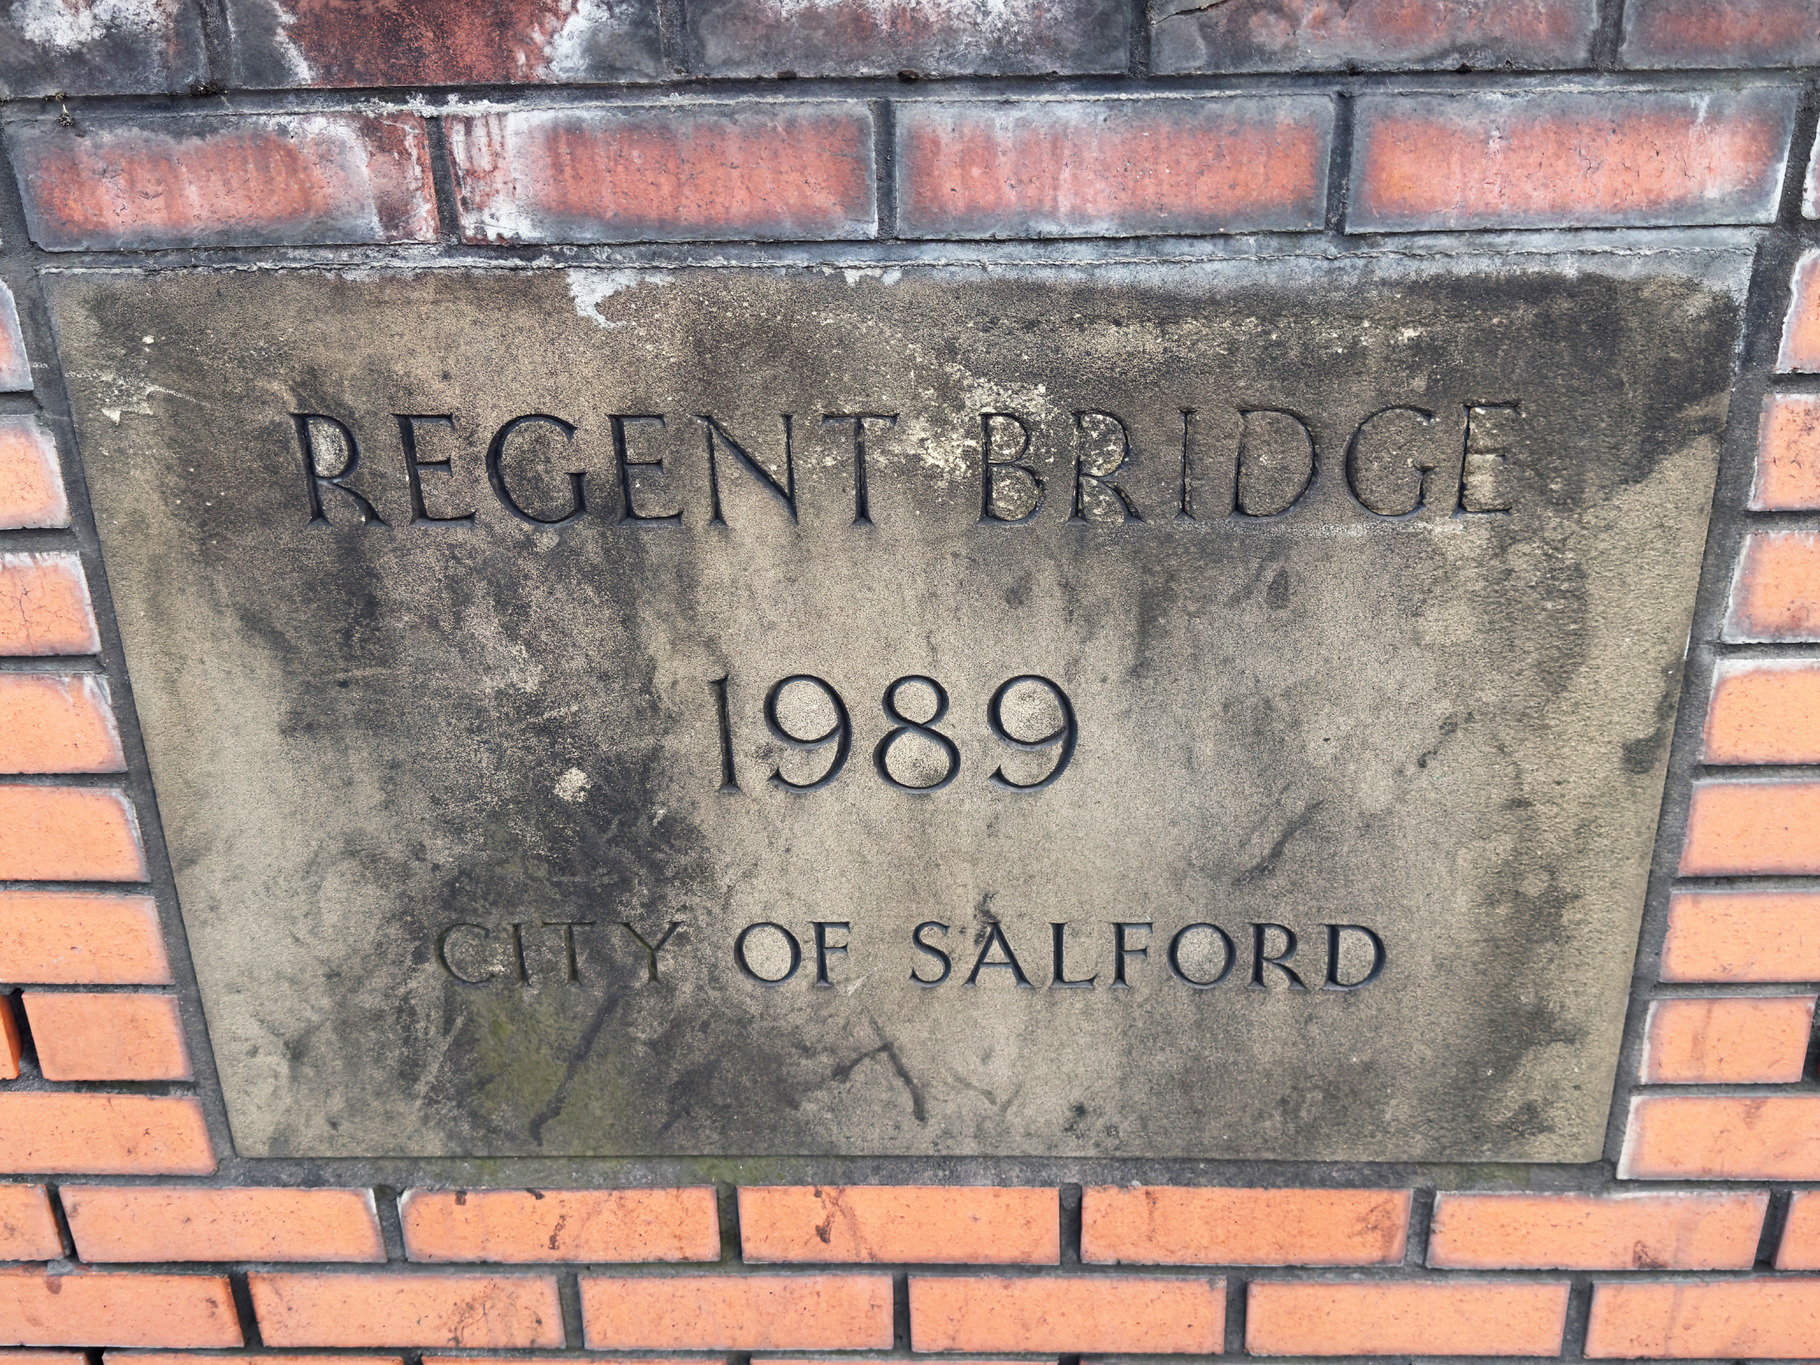 REGENT BRIDGE
1989
CITY OF SALFORD